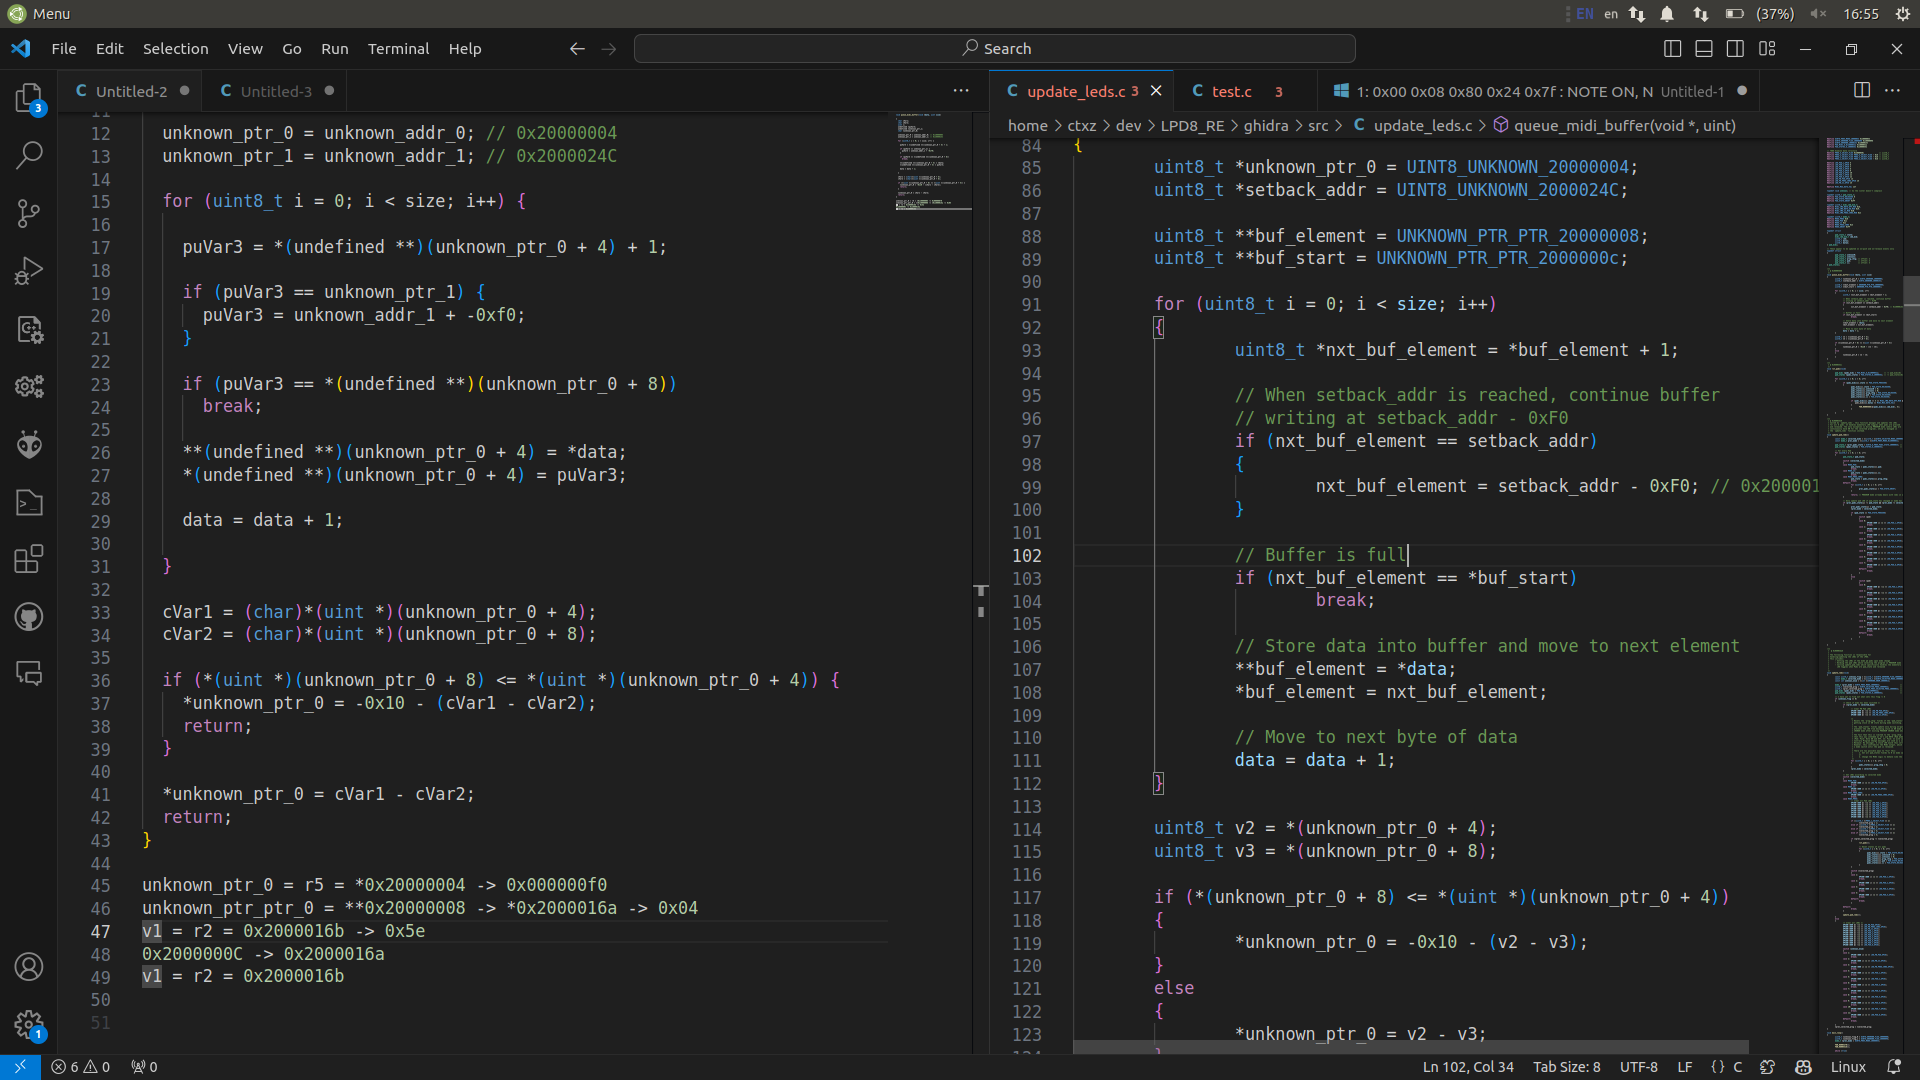 Menu
EN en (37%) 16:55
File Edit Selection View Go Run Terminal Help
Search
C Untitled-2
C Untitled-3
C update_leds.c 3
C test.c 3
1: 0x00 0x08 0x80 0x24 0x7f : NOTE ON, N Untitled-1
home > ctxz > dev > LPD8_RE > ghidra > src > C update_leds.c > queue_midi_buffer(void *, uint)
3
11
12 unknown_ptr_0 = unknown_addr_0; // 0x20000004
13 unknown_ptr_1 = unknown_addr_1; // 0x2000024C
14
15 for (uint8_t i = 0; i < size; i++) {
16
17 puVar3 = *(undefined **)(unknown_ptr_0 + 4) + 1;
18
19 if (puVar3 == unknown_ptr_1) {
20 puVar3 = unknown_addr_1 + -0xf0;
21 }
22
23 if (puVar3 == *(undefined **)(unknown_ptr_0 + 8))
24 break;
25
26 **(undefined **)(unknown_ptr_0 + 4) = *data;
27 *(undefined **)(unknown_ptr_0 + 4) = puVar3;
28
29 data = data + 1;
30
31 }
32
33 cVar1 = (char)*(uint *)(unknown_ptr_0 + 4);
34 cVar2 = (char)*(uint *)(unknown_ptr_0 + 8);
35
36 if (*(uint *)(unknown_ptr_0 + 8) <= *(uint *)(unknown_ptr_0 + 4)) {
37 *unknown_ptr_0 = -0x10 - (cVar1 - cVar2);
38 return;
39 }
40
41 *unknown_ptr_0 = cVar1 - cVar2;
42 return;
43 }
44
45 unknown_ptr_0 = r5 = *0x20000004 -> 0x000000f0
46 unknown_ptr_ptr_0 = **0x20000008 -> *0x2000016a -> 0x04
47 v1 = r2 = 0x2000016b -> 0x5e
48 0x2000000C -> 0x2000016a
49 v1 = r2 = 0x2000016b
50
51
84 {
85 uint8_t *unknown_ptr_0 = UINT8_UNKNOWN_20000004;
86 uint8_t *setback_addr = UINT8_UNKNOWN_2000024C;
87
88 uint8_t **buf_element = UNKNOWN_PTR_PTR_20000008;
89 uint8_t **buf_start = UNKNOWN_PTR_PTR_2000000c;
90
91 for (uint8_t i = 0; i < size; i++)
92 {
93 uint8_t *nxt_buf_element = *buf_element + 1;
94
95 // When setback_addr is reached, continue buffer
96 // writing at setback_addr - 0xF0
97 if (nxt_buf_element == setback_addr)
98 {
99 nxt_buf_element = setback_addr - 0xF0; // 0x200001
100 }
101
102 // Buffer is full
103 if (nxt_buf_element == *buf_start)
104 break;
105
106 // Store data into buffer and move to next element
107 **buf_element = *data;
108 *buf_element = nxt_buf_element;
109
110 // Move to next byte of data
111 data = data + 1;
112 }
113
114 uint8_t v2 = *(unknown_ptr_0 + 4);
115 uint8_t v3 = *(unknown_ptr_0 + 8);
116
117 if (*(unknown_ptr_0 + 8) <= *(uint *)(unknown_ptr_0 + 4))
118 {
119 *unknown_ptr_0 = -0x10 - (v2 - v3);
120 }
121 else
122 {
123 *unknown_ptr_0 = v2 - v3;
124 }
1
6 0 0
Ln 102, Col 34 Tab Size: 8 UTF-8 LF {} C Linux